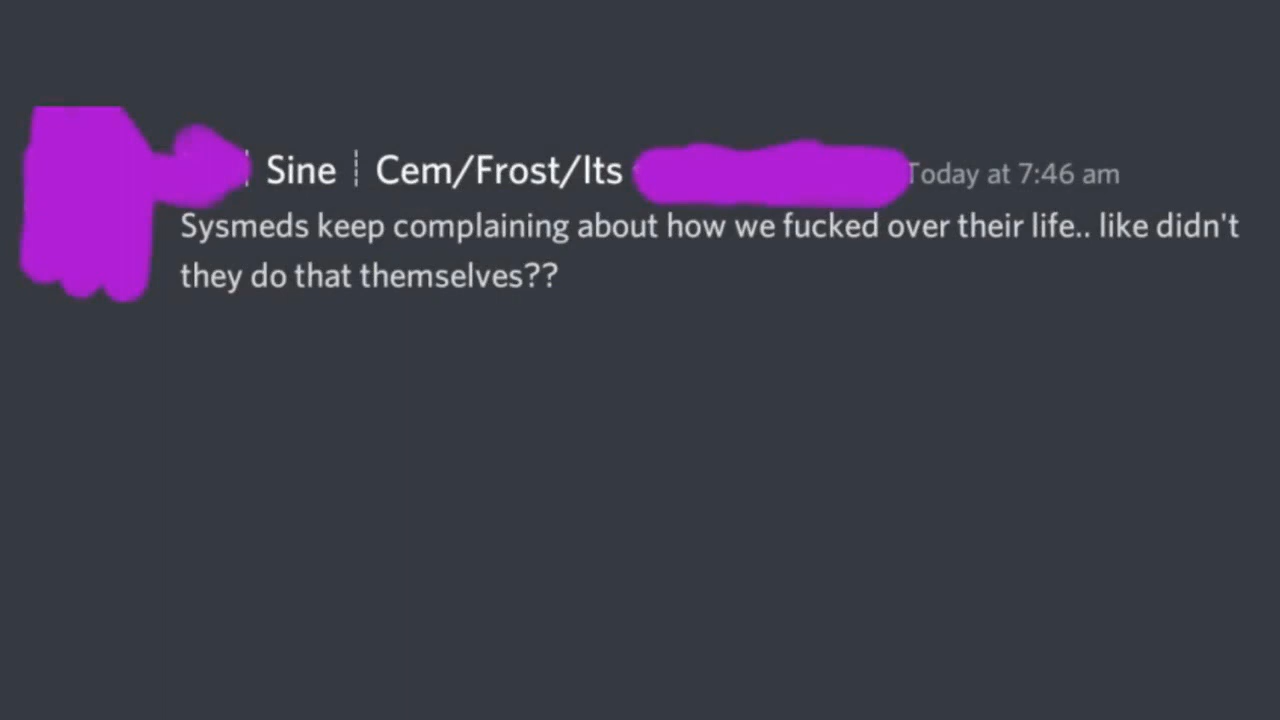 Sine ┊ Cem/Frost/Its Today at 7:46 am
Sysmeds keep complaining about how we fucked over their life.. like didn't
they do that themselves??